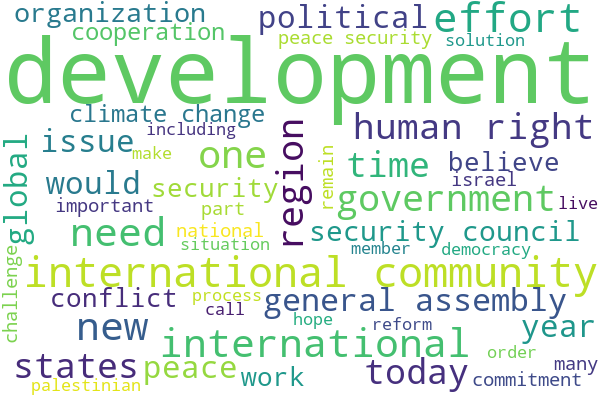 organization
political
effort
cooperation
peace security
solution
development
climate change
including
human right
issue
make
one
region
remain
time
believe
global
would
security
israel
important
part
government
live
need
national
security council
situation
member
democracy
international community
challenge
conflict
process
general assembly
call
new
hope
reform
year
international
order
states
peace
work
today
many
commitment
palestinian